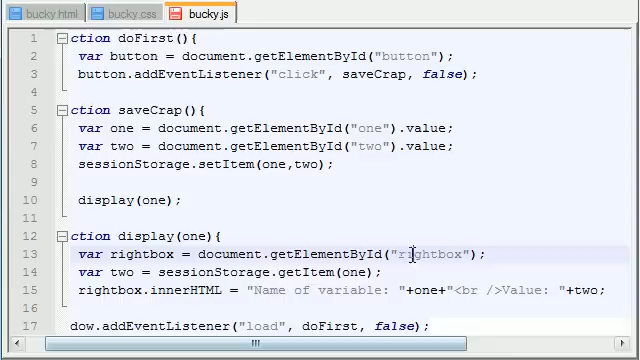 bucky.html bucky.css bucky.js
1 ction doFirst(){
2 var button = document.getElementById("button");
3 button.addEventListener("click", saveCrap, false);
4
5 ction saveCrap(){
6 var one = document.getElementById("one").value;
7 var two = document.getElementById("two").value;
8 sessionStorage.setItem(one,two);
9
10 display(one);
11
12 ction display(one){
13 var rightbox = document.getElementById("rightbox");
14 var two = sessionStorage.getItem(one);
15 rightbox.innerHTML = "Name of variable: "+one+"<br />Value: "+two;
16
17 dow.addEventListener("load", doFirst, false);